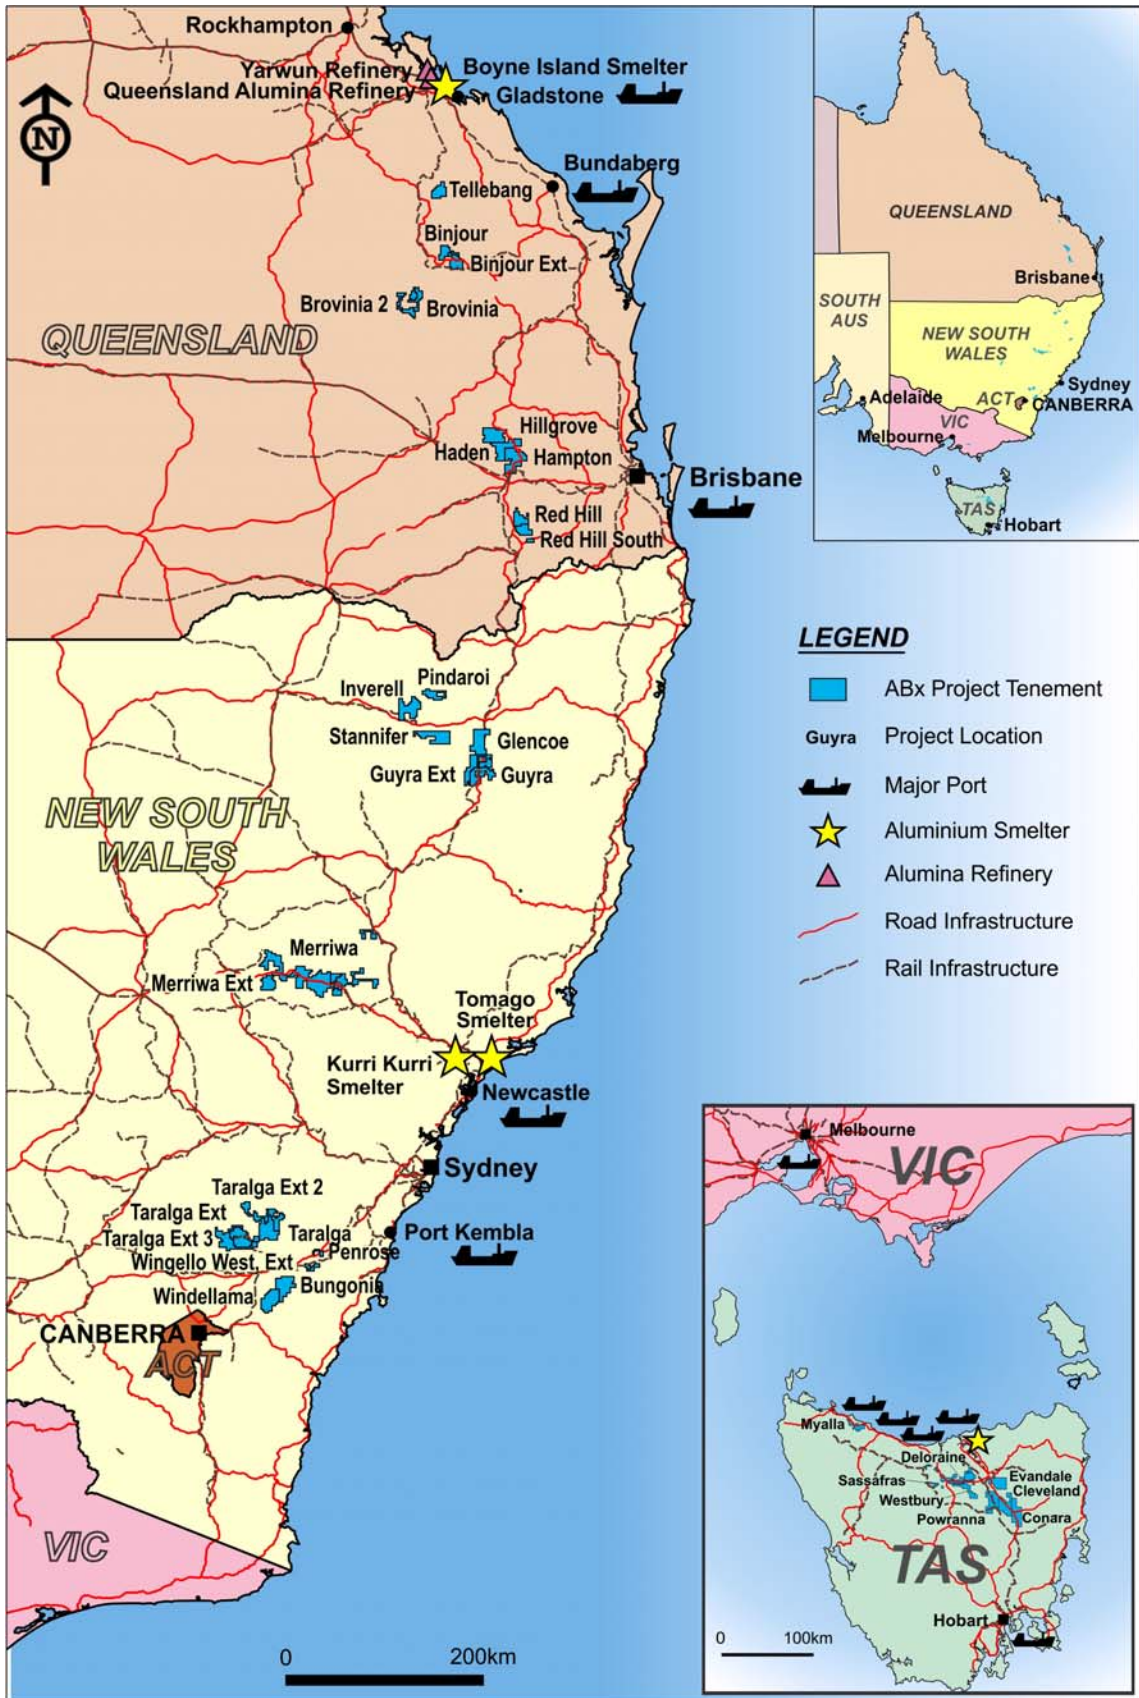 Rockhampton
Yarwun Refinery
Queensland Alumina Refinery
Boyne Island Smelter
Gladstone
N
Bundaberg
Tellebang
Binjour
Binjour Ext
Brovinia 2
Brovinia
QUEENSLAND
Hillgrove
Haden
Hampton
Brisbane
Red Hill
Red Hill South
Pindaroi
Inverell
Stannifer
Glencoe
Guyra Ext
Guyra
NEW SOUTH
WALES
Merriwa
Merriwa Ext
Tomago
Smelter
Kurri Kurri
Smelter
Newcastle
Sydney
Taralga Ext 2
Taralga Ext
Taralga
Taralga Ext 3
Penrose
Wingello West, Ext
Port Kembla
Bungonia
Windellama
CANBERRA
ACT
VIC
0
200km
QUEENSLAND
Brisbane
SOUTH
AUS
NEW SOUTH
WALES
Sydney
ACT
CANBERRA
Adelaide
VIC
Melbourne
TAS
Hobart
LEGEND
ABx Project Tenement
Guyra
Project Location
Major Port
Aluminium Smelter
Alumina Refinery
Road Infrastructure
Rail Infrastructure
Melbourne
VIC
Myalla
Deloraine
Sassafras
Evandale
Cleveland
Westbury
Powranna
Conara
TAS
Hobart
0
100km